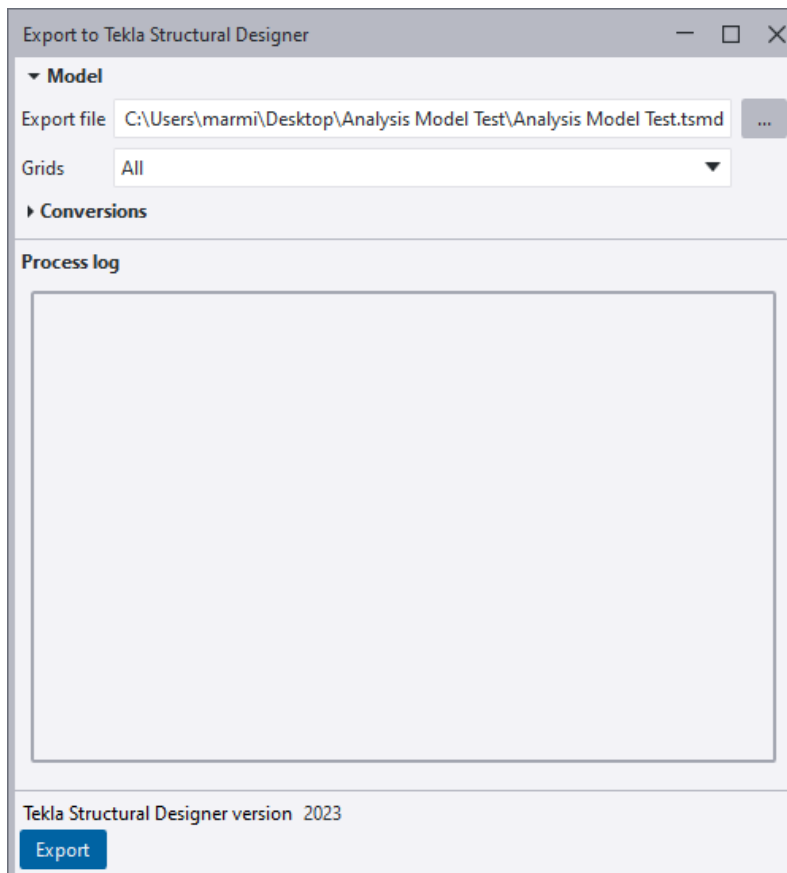 Export to Tekla Structural Designer
Model
Export file C:\Users\marmi\Desktop\Analysis Model Test\Analysis Model Test.tsmd ...
Grids All
Conversions
Process log
Tekla Structural Designer version 2023
Export